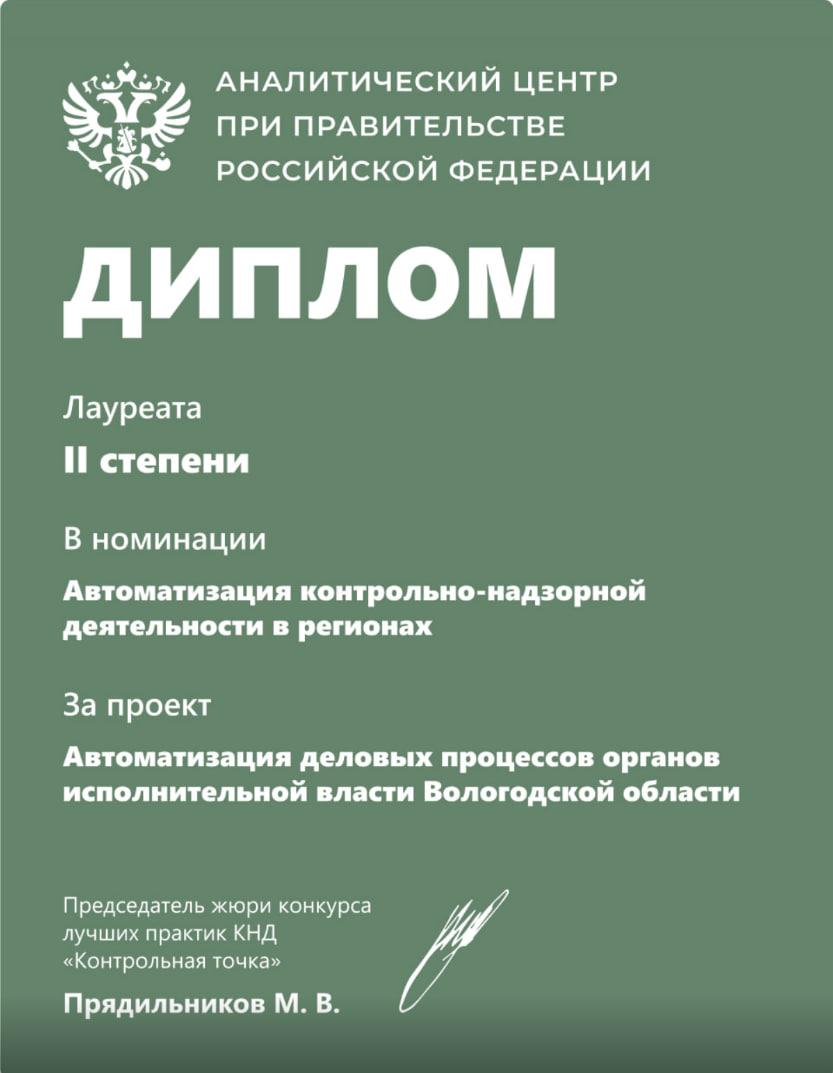 АНАЛИТИЧЕСКИЙ ЦЕНТР
ПРИ ПРАВИТЕЛЬСТВЕ
РОССИЙСКОЙ ФЕДЕРАЦИИ
ДИПЛОМ
Лауреата
II степени
В номинации
Автоматизация контрольно-надзорной
деятельности в регионах
За проект
Автоматизация деловых процессов органов
исполнительной власти Вологодской области
Председатель жюри конкурса
лучших практик КНД
«Контрольная точка»
Прядильников М. В.